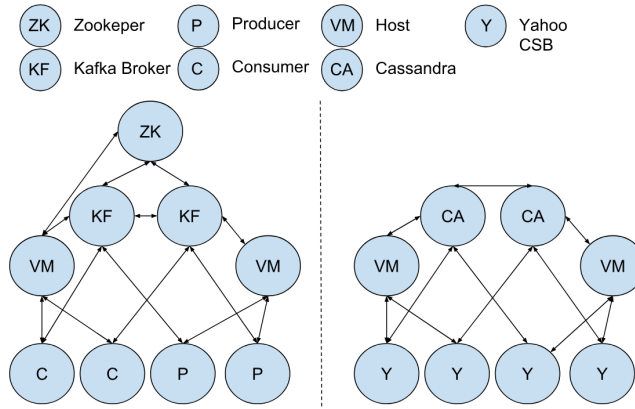 ZK Zookeper P Producer VM Host Y Yahoo
CSB
KF Kafka Broker C Consumer CA Cassandra
ZK
KF KF
VM VM
C C P P
CA CA
VM VM
Y Y Y Y